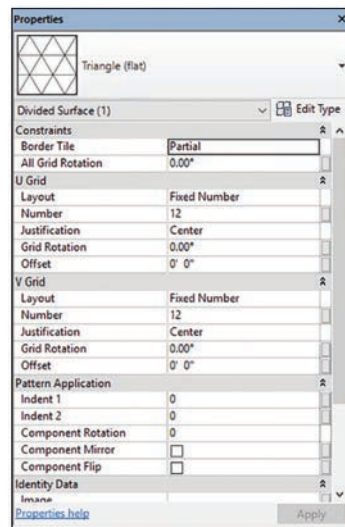 Properties
Triangle (flat)
Divided Surface (1) Edit Type
Constraints
Border Tile Partial
All Grid Rotation 0.00°
U Grid
Layout Fixed Number
Number 12
Justification Center
Grid Rotation 0.00°
Offset 0' 0"
V Grid
Layout Fixed Number
Number 12
Justification Center
Grid Rotation 0.00°
Offset 0' 0"
Pattern Application
Indent 1 0
Indent 2 0
Component Rotation 0
Component Mirror
Component Flip
Identity Data
Image
Properties help Apply